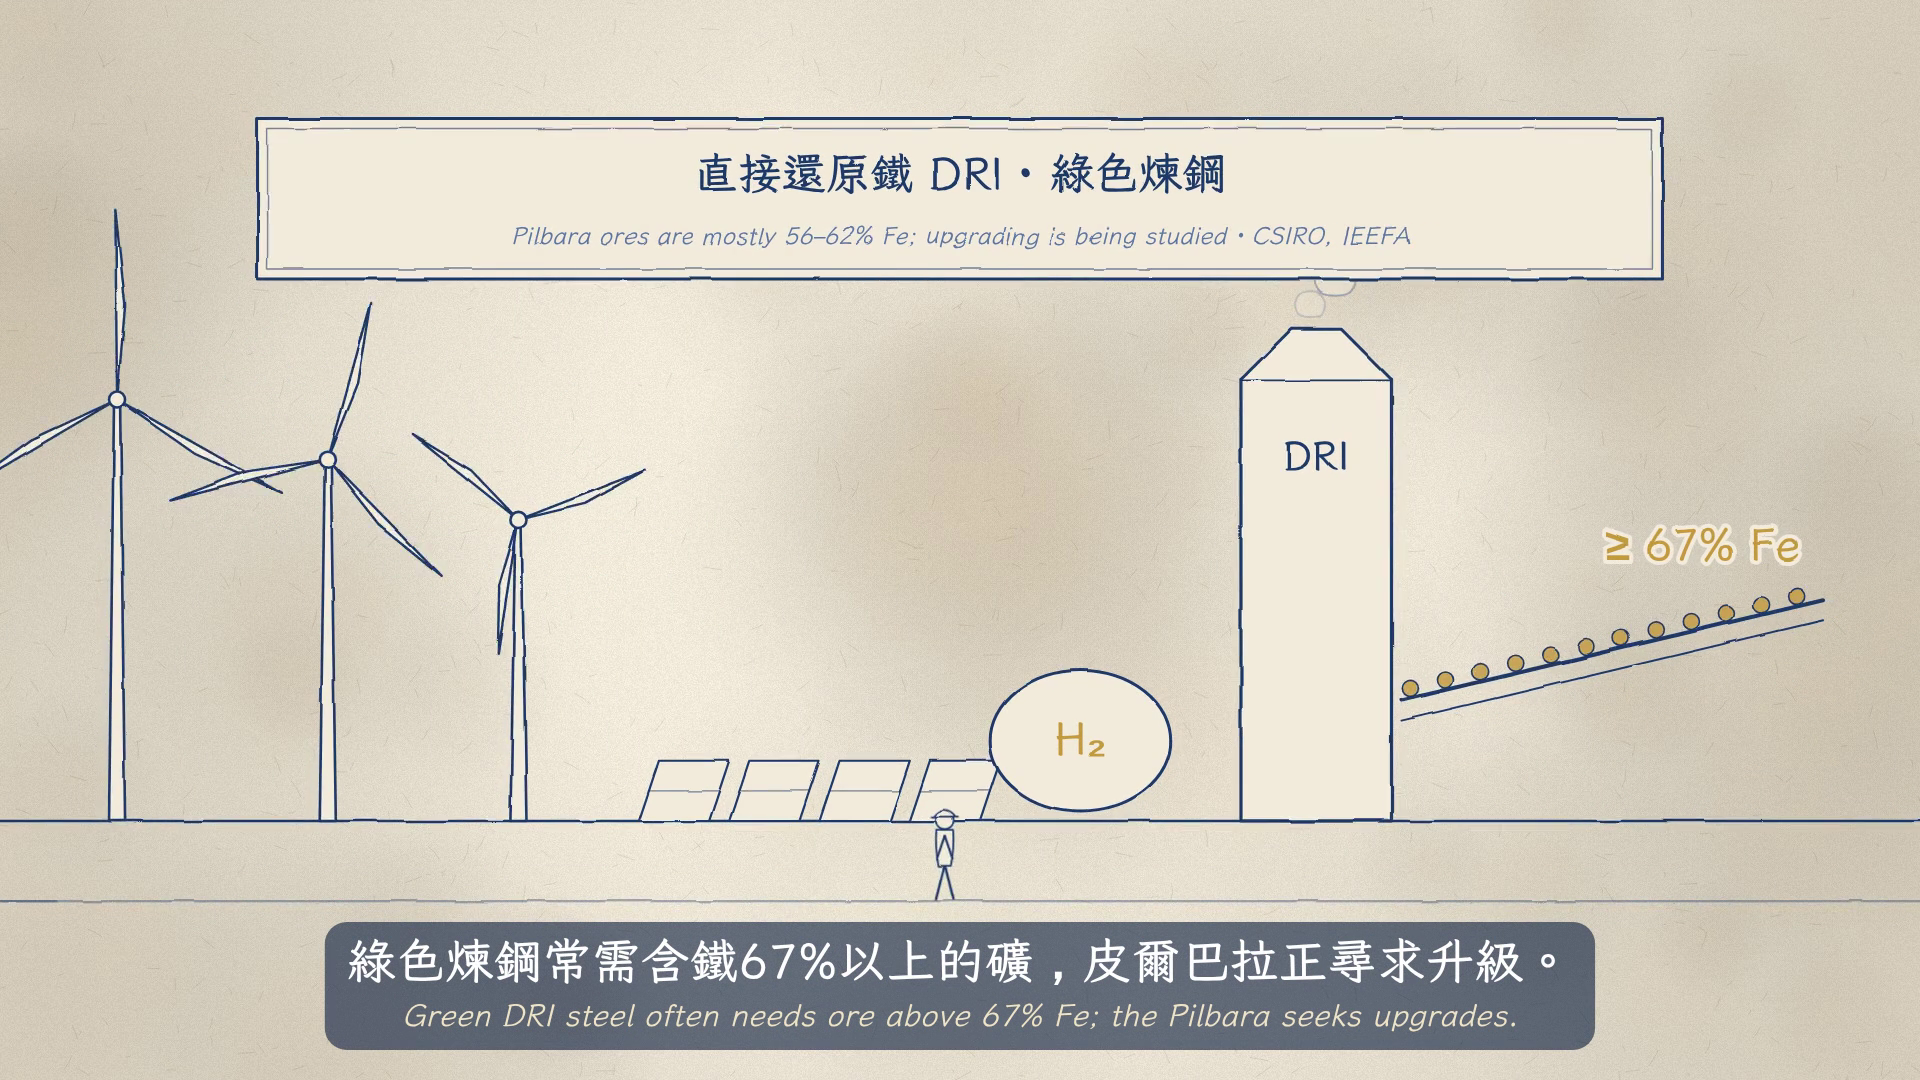 直接還原鐵 DRI・綠色煉鋼
Pilbara ores are mostly 56–62% Fe; upgrading is being studied・CSIRO, IEEFA
DRI
≥ 67% Fe
H₂
綠色煉鋼常需含鐵67%以上的礦，皮爾巴拉正尋求升級。
Green DRI steel often needs ore above 67% Fe; the Pilbara seeks upgrades.